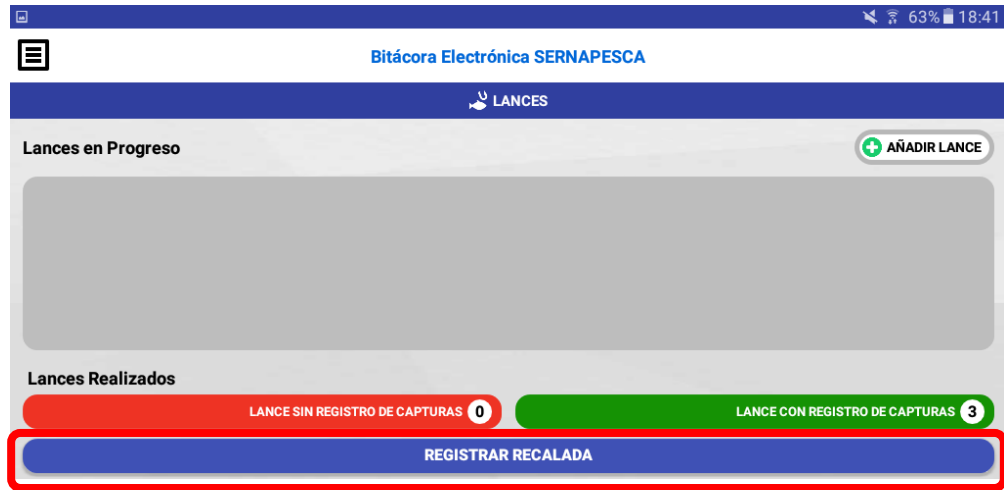 63% 18:41
Bitácora Electrónica SERNAPESCA
LANCES
Lances en Progreso
AÑADIR LANCE
Lances Realizados
LANCE SIN REGISTRO DE CAPTURAS 0
LANCE CON REGISTRO DE CAPTURAS 3
REGISTRAR RECALADA